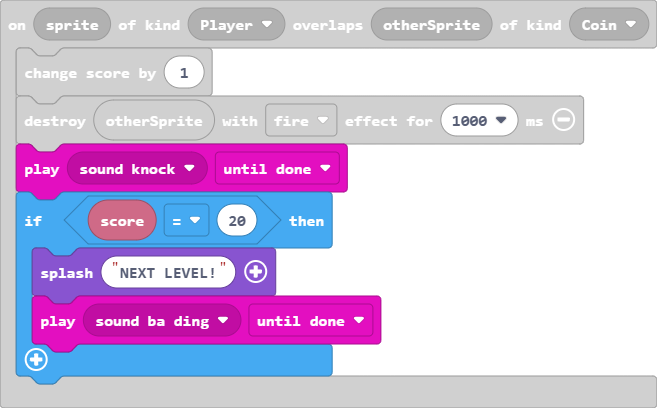 on sprite of kind Player overlaps otherSprite of kind Coin
change score by 1
destroy otherSprite with fire effect for 1000 ms
play sound knock until done
if score = 20 then
splash "NEXT LEVEL!"
play sound ba ding until done